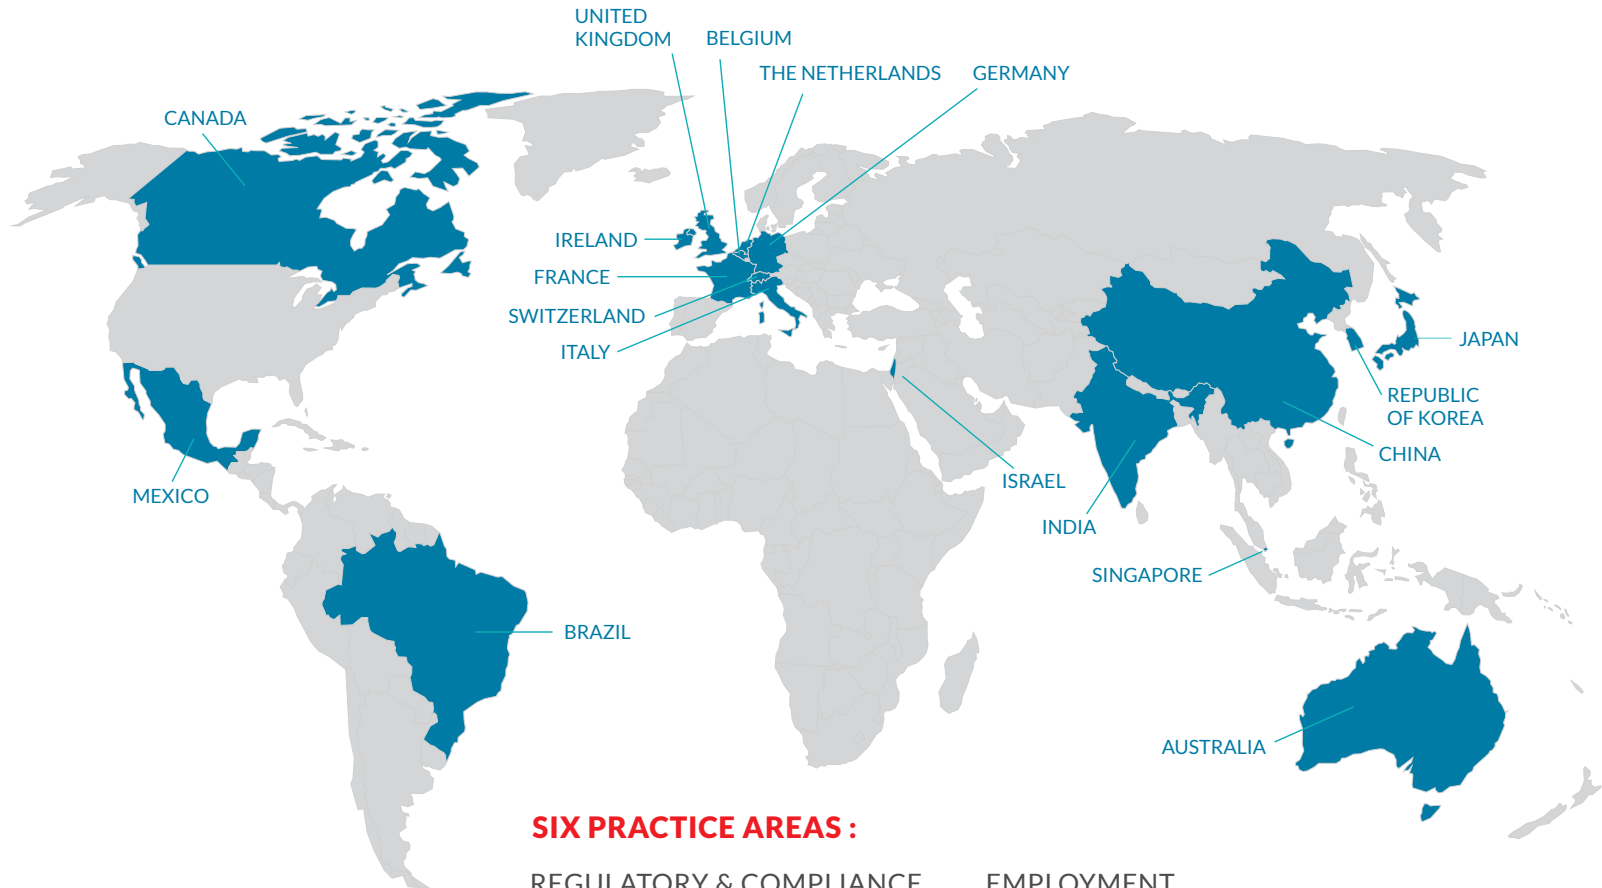 UNITED
KINGDOM
BELGIUM
THE NETHERLANDS
GERMANY
CANADA
IRELAND
FRANCE
SWITZERLAND
ITALY
JAPAN
REPUBLIC
OF KOREA
CHINA
ISRAEL
MEXICO
INDIA
SINGAPORE
BRAZIL
AUSTRALIA
SIX PRACTICE AREAS :
REGULATORY & COMPLIANCE EMPLOYMENT